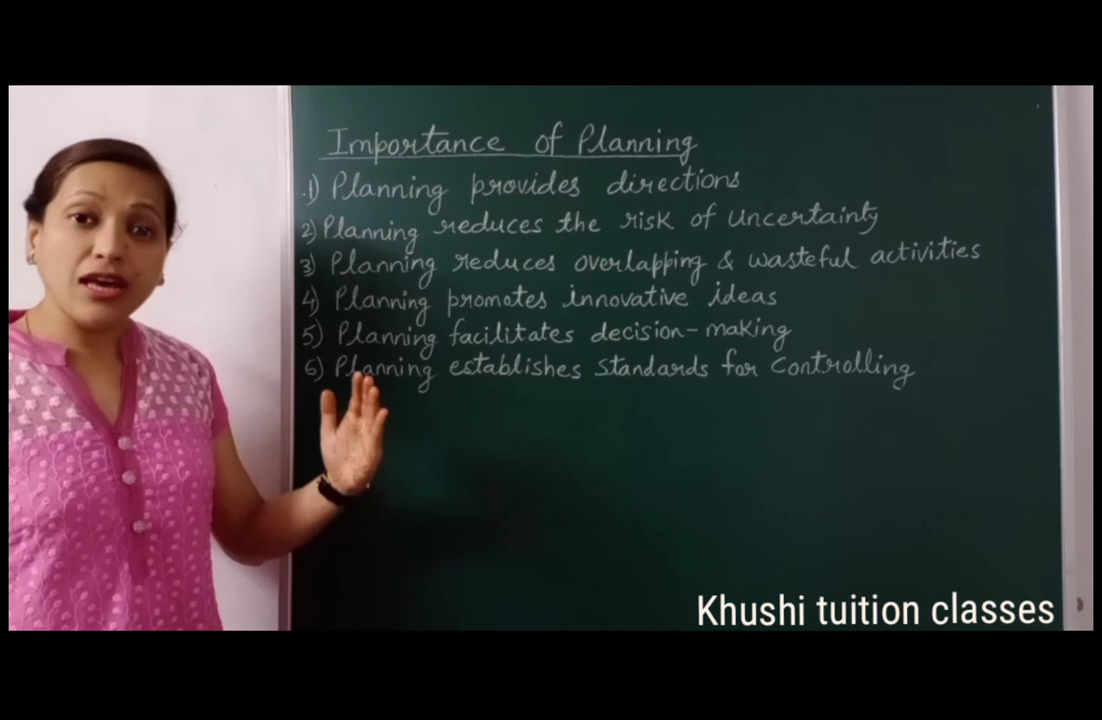 Importance of Planning
1) Planning provides directions
2) Planning reduces the risk of Uncertainty
3) Planning reduces overlapping & wasteful activities
4) Planning promotes innovative ideas
5) Planning facilitates decision-making
6) Planning establishes standards for Controlling
Khushi tuition classes